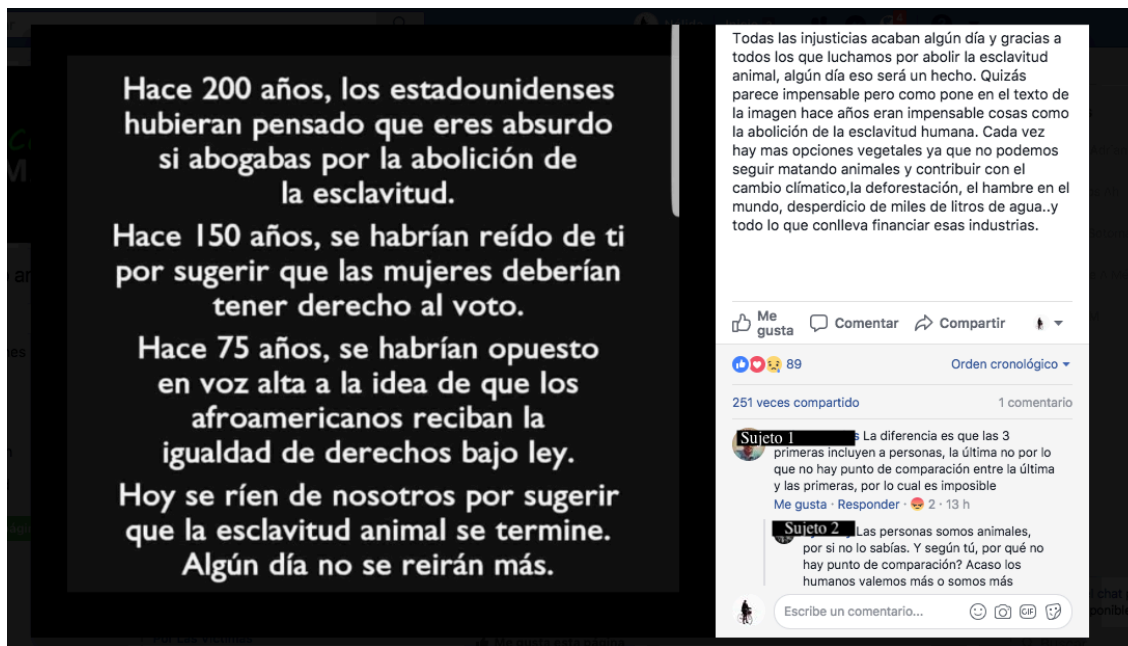 Hace 200 años, los estadounidenses
hubieran pensado que eres absurdo
si abogabas por la abolición de
la esclavitud.
Hace 150 años, se habrían reído de ti
por sugerir que las mujeres deberían
tener derecho al voto.
Hace 75 años, se habrían opuesto
en voz alta a la idea de que los
afroamericanos reciban la
igualdad de derechos bajo ley.
Hoy se ríen de nosotros por sugerir
que la esclavitud animal se termine.
Algún día no se reirán más.
Todas las injusticias acaban algún día y gracias a
todos los que luchamos por abolir la esclavitud
animal, algún día eso será un hecho. Quizás
parece impensable pero como pone en el texto de
la imagen hace años eran impensable cosas como
la abolición de la esclavitud humana. Cada vez
hay mas opciones vegetales ya que no podemos
seguir matando animales y contribuir con el
cambio clímatico,la deforestación, el hambre en el
mundo, desperdicio de miles de litros de agua..y
todo lo que conlleva financiar esas industrias.
Me gusta
Comentar
Compartir
89
Orden cronológico
251 veces compartido
1 comentario
Sujeto 1 s La diferencia es que las 3
primeras incluyen a personas, la última no por lo
que no hay punto de comparación entre la última
y las primeras, por lo cual es imposible
Me gusta · Responder · 2 · 13 h
Sujeto 2 Las personas somos animales,
por si no lo sabías. Y según tú, por qué no
hay punto de comparación? Acaso los
humanos valemos más o somos más
Escribe un comentario...
GIF
Me gusta esta página